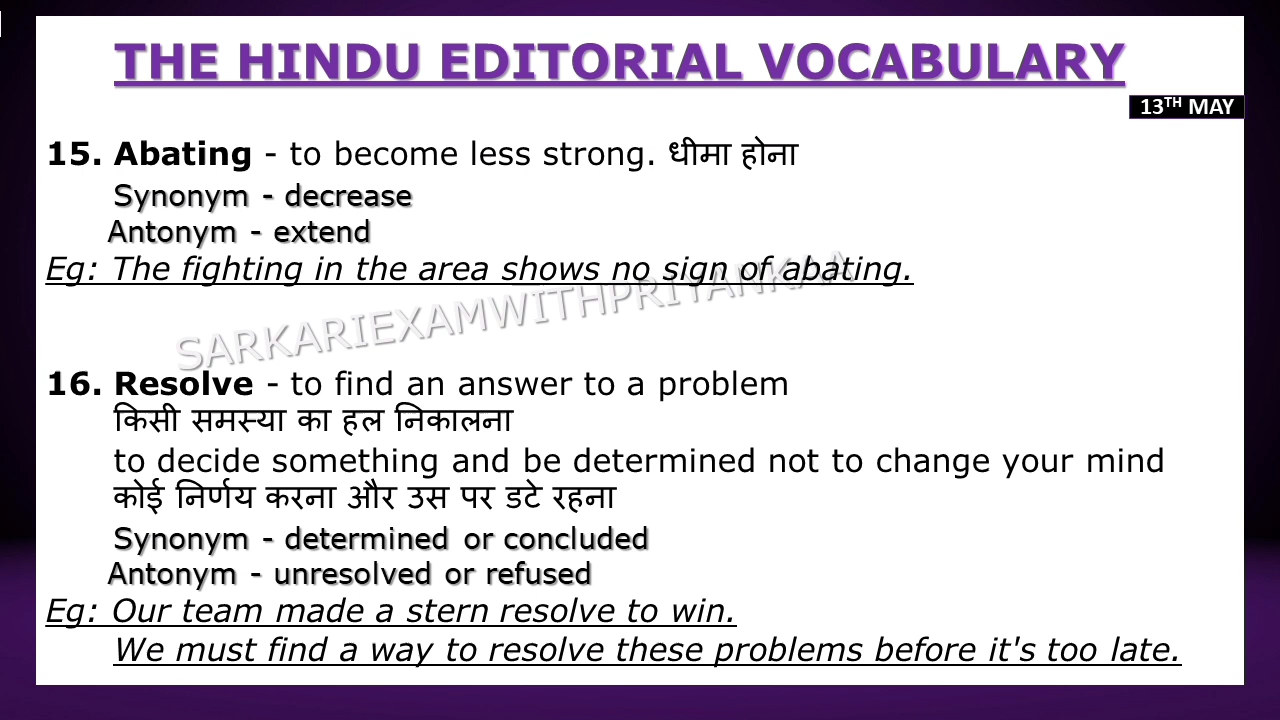 THE HINDU EDITORIAL VOCABULARY
13TH MAY
15. Abating - to become less strong. धीमा होना
Synonym - decrease
Antonym - extend
Eg: The fighting in the area shows no sign of abating.
SARKARIEXAMWITHPRIYANKAA
16. Resolve - to find an answer to a problem
किसी समस्या का हल निकालना
to decide something and be determined not to change your mind
कोई निर्णय करना और उस पर डटे रहना
Synonym - determined or concluded
Antonym - unresolved or refused
Eg: Our team made a stern resolve to win.
We must find a way to resolve these problems before it's too late.